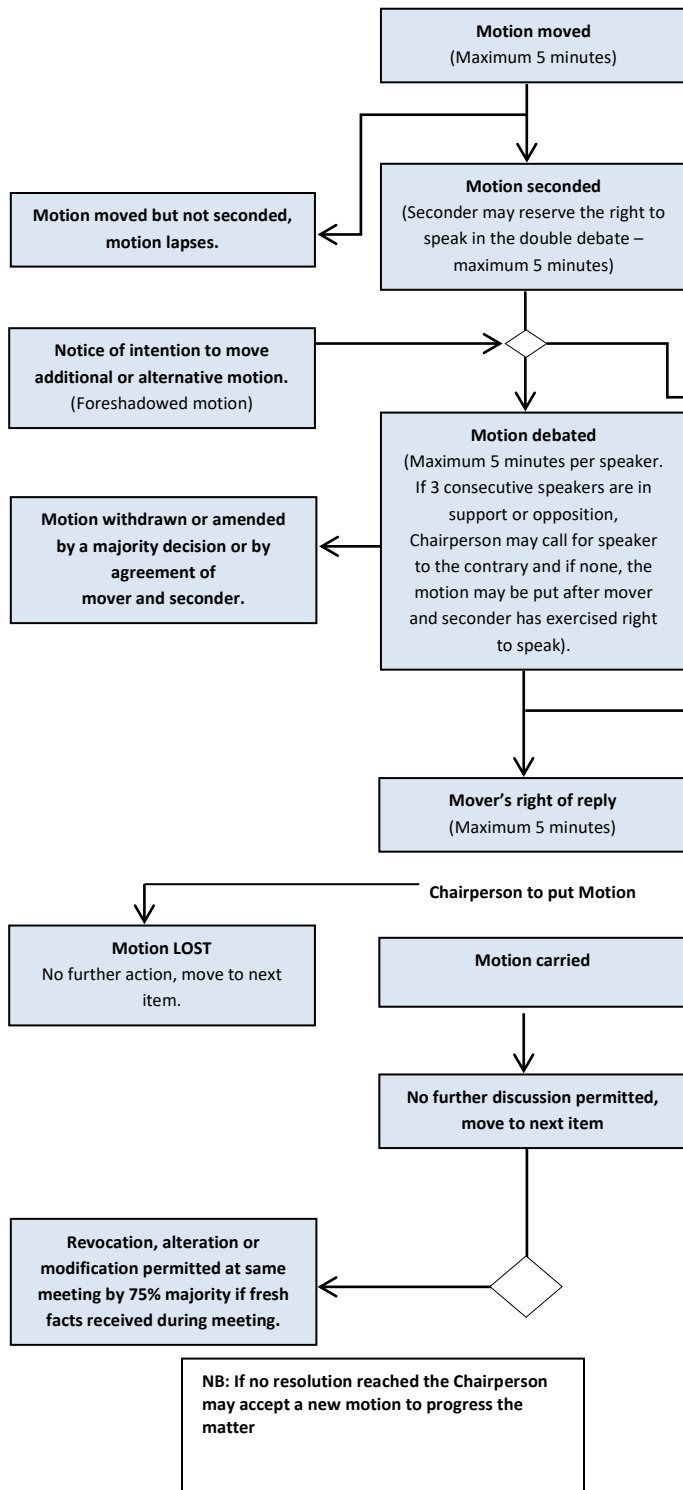 Motion moved
(Maximum 5 minutes)
Motion seconded
(Seconder may reserve the right to
speak in the double debate –
maximum 5 minutes)
Motion moved but not seconded,
motion lapses.
Notice of intention to move
additional or alternative motion.
(Foreshadowed motion)
Motion debated
(Maximum 5 minutes per speaker.
If 3 consecutive speakers are in
support or opposition,
Chairperson may call for speaker
to the contrary and if none, the
motion may be put after mover
and seconder has exercised right
to speak).
Motion withdrawn or amended
by a majority decision or by
agreement of
mover and seconder.
Mover’s right of reply
(Maximum 5 minutes)
Chairperson to put Motion
Motion LOST
No further action, move to next
item.
Motion carried
No further discussion permitted,
move to next item
Revocation, alteration or
modification permitted at same
meeting by 75% majority if fresh
facts received during meeting.
NB: If no resolution reached the Chairperson
may accept a new motion to progress the
matter